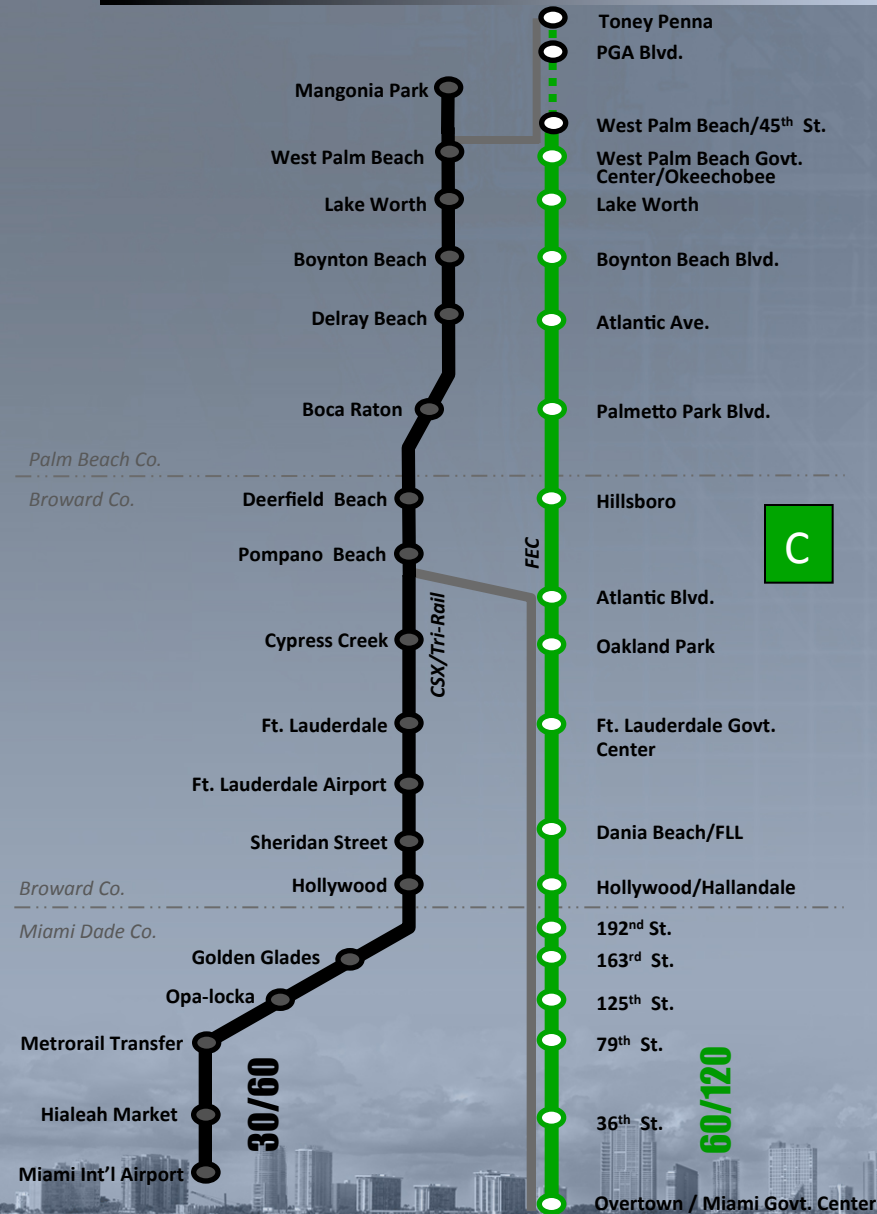 Toney Penna
PGA Blvd.
Mangonia Park
West Palm Beach/45th St.
West Palm Beach
West Palm Beach Govt.
Center/Okeechobee
Lake Worth
Lake Worth
Boynton Beach
Boynton Beach Blvd.
Delray Beach
Atlantic Ave.
Boca Raton
Palmetto Park Blvd.
Palm Beach Co.
Broward Co.
Deerfield Beach
Hillsboro
C
Pompano Beach
FEC
Atlantic Blvd.
CSX/Tri-Rail
Cypress Creek
Oakland Park
Ft. Lauderdale
Ft. Lauderdale Govt.
Center
Ft. Lauderdale Airport
Dania Beach/FLL
Sheridan Street
Hollywood
Hollywood/Hallandale
Broward Co.
Miami Dade Co.
192nd St.
Golden Glades
163rd St.
Opa-locka
125th St.
Metrorail Transfer
79th St.
30/60
60/120
Hialeah Market
36th St.
Miami Int'l Airport
Overtown / Miami Govt. Center